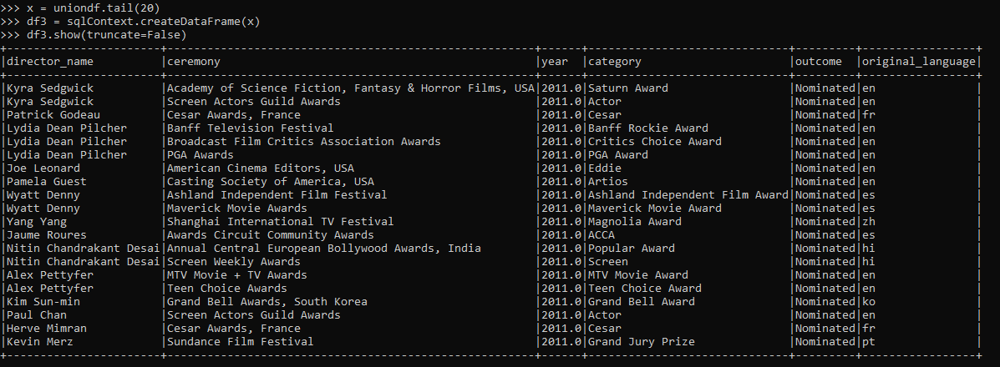 >>> x = uniondf.tail(20)
>>> df3 = sqlContext.createDataFrame(x)
>>> df3.show(truncate=False)
+-----------------------+-------------------------------------------------------+------+------------------------------+---------+-----------------+
|director_name          |ceremony                                               |year  |category                      |outcome  |original_language|
+-----------------------+-------------------------------------------------------+------+------------------------------+---------+-----------------+
|Kyra Sedgwick          |Academy of Science Fiction, Fantasy & Horror Films, USA|2011.0|Saturn Award                  |Nominated|en               |
|Kyra Sedgwick          |Screen Actors Guild Awards                             |2011.0|Actor                         |Nominated|en               |
|Patrick Godeau         |Cesar Awards, France                                   |2011.0|Cesar                         |Nominated|fr               |
|Lydia Dean Pilcher     |Banff Television Festival                              |2011.0|Banff Rockie Award            |Nominated|en               |
|Lydia Dean Pilcher     |Broadcast Film Critics Association Awards              |2011.0|Critics Choice Award          |Nominated|en               |
|Lydia Dean Pilcher     |PGA Awards                                             |2011.0|PGA Award                     |Nominated|en               |
|Joe Leonard            |American Cinema Editors, USA                           |2011.0|Eddie                         |Nominated|en               |
|Pamela Guest           |Casting Society of America, USA                        |2011.0|Artios                        |Nominated|en               |
|Wyatt Denny            |Ashland Independent Film Festival                      |2011.0|Ashland Independent Film Award|Nominated|es               |
|Wyatt Denny            |Maverick Movie Awards                                  |2011.0|Maverick Movie Award          |Nominated|es               |
|Yang Yang              |Shanghai International TV Festival                     |2011.0|Magnolia Award                |Nominated|zh               |
|Jaume Roures           |Awards Circuit Community Awards                        |2011.0|ACCA                          |Nominated|es               |
|Nitin Chandrakant Desai|Annual Central European Bollywood Awards, India        |2011.0|Popular Award                 |Nominated|hi               |
|Nitin Chandrakant Desai|Screen Weekly Awards                                   |2011.0|Screen                        |Nominated|hi               |
|Alex Pettyfer          |MTV Movie + TV Awards                                  |2011.0|MTV Movie Award               |Nominated|en               |
|Alex Pettyfer          |Teen Choice Awards                                     |2011.0|Teen Choice Award             |Nominated|en               |
|Kim Sun-min            |Grand Bell Awards, South Korea                         |2011.0|Grand Bell Award              |Nominated|ko               |
|Paul Chan              |Screen Actors Guild Awards                             |2011.0|Actor                         |Nominated|en               |
|Herve Mimran           |Cesar Awards, France                                   |2011.0|Cesar                         |Nominated|fr               |
|Kevin Merz             |Sundance Film Festival                                 |2011.0|Grand Jury Prize              |Nominated|pt               |
+-----------------------+-------------------------------------------------------+------+------------------------------+---------+-----------------+